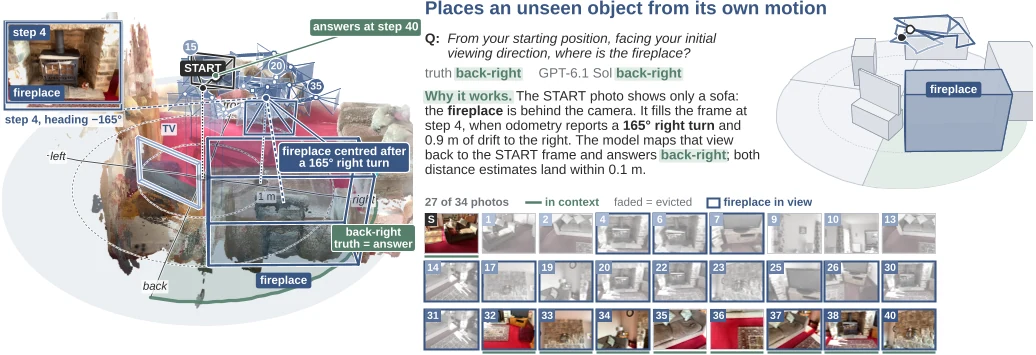 Places an unseen object from its own motion
Q: From your starting position, facing your initial
viewing direction, where is the fireplace?
truth back-right GPT-6.1 Sol back-right
Why it works. The START photo shows only a sofa:
the fireplace is behind the camera. It fills the frame at
step 4, when odometry reports a 165° right turn and
0.9 m of drift to the right. The model maps that view
back to the START frame and answers back-right; both
distance estimates land within 0.1 m.
27 of 34 photos in context faded = evicted fireplace in view
S 1 2 4 6 7 9 10 13
14 17 19 20 22 23 25 26 30
31 32 33 34 35 36 37 38 40
step 4
fireplace
step 4, heading −165°
answers at step 40
15
START
20
35
TV
left
fireplace centred after
a 165° right turn
1 m
right
back-right
truth = answer
back
fireplace
fireplace